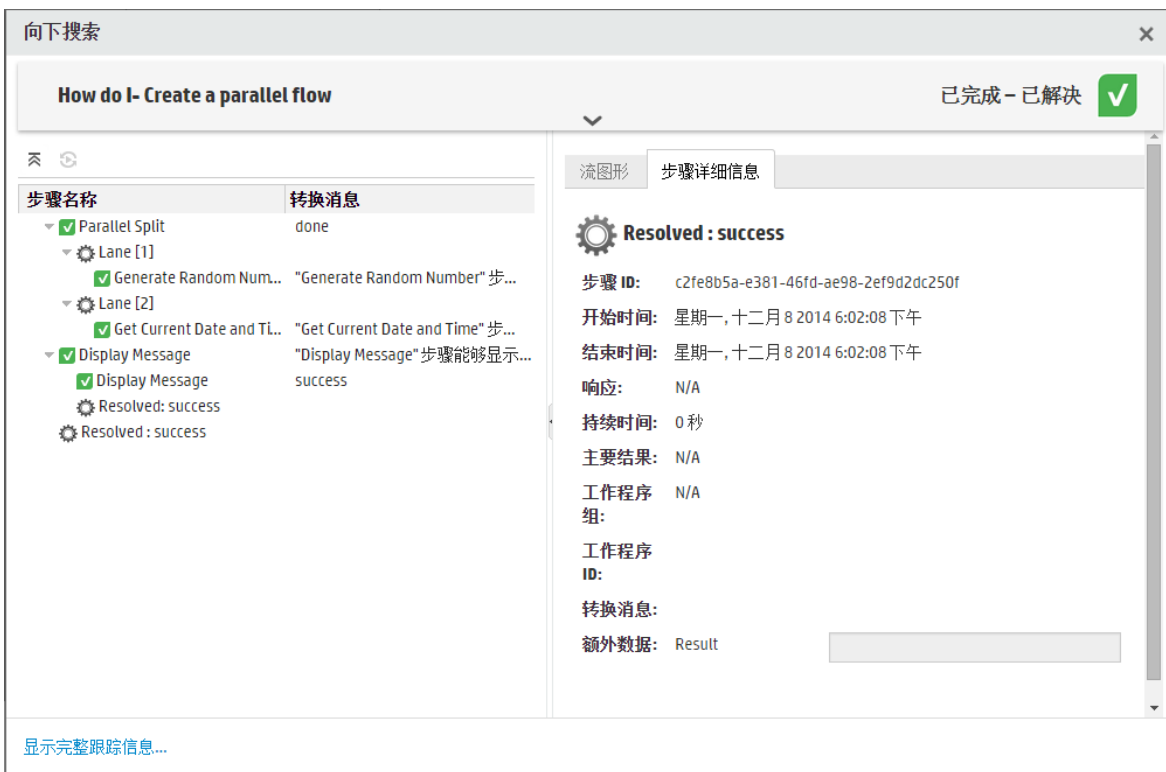 向下搜索
How do I- Create a parallel flow
已完成 – 已解决
步骤名称 转换消息
Parallel Split done
Lane [1]
Generate Random Num... "Generate Random Number" 步...
Lane [2]
Get Current Date and Ti... "Get Current Date and Time" 步...
Display Message "Display Message"步骤能够显示...
Display Message success
Resolved: success
Resolved : success
流图形 步骤详细信息
Resolved : success
步骤 ID: c2fe8b5a-e381-46fd-ae98-2ef9d2dc250f
开始时间: 星期一, 十二月 8 2014 6:02:08 下午
结束时间: 星期一, 十二月 8 2014 6:02:08 下午
响应: N/A
持续时间: 0 秒
主要结果: N/A
工作程序 N/A
组:
工作程序
ID:
转换消息:
额外数据: Result
显示完整跟踪信息...